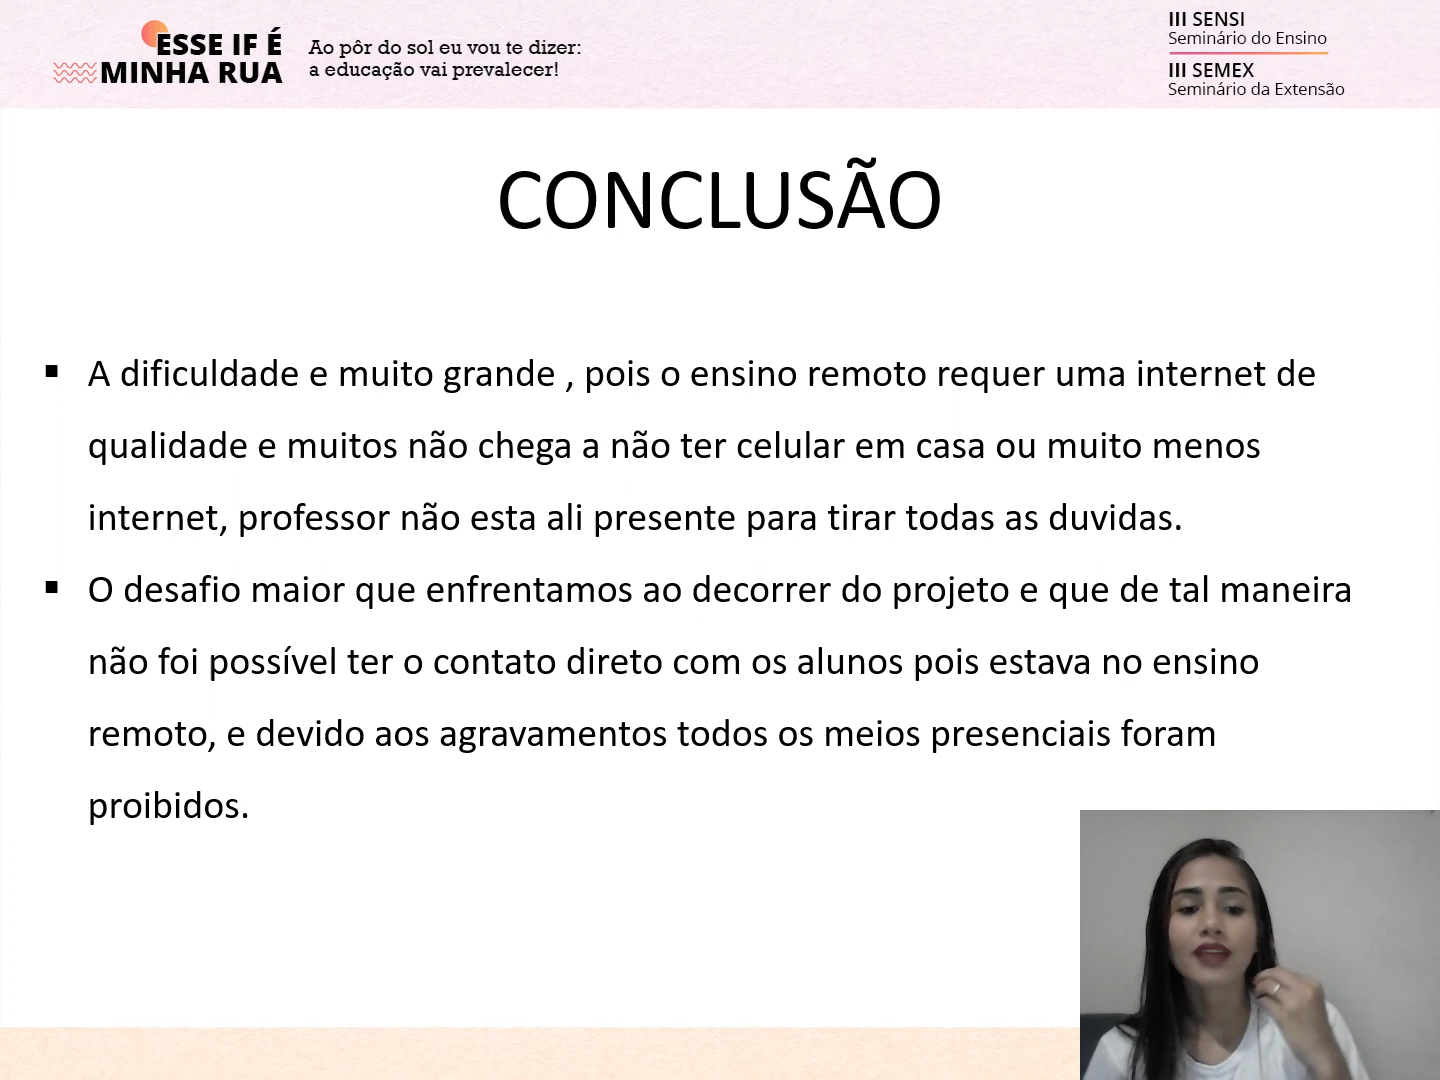 ESSE IF É
MINHA RUA
Ao pôr do sol eu vou te dizer:
a educação vai prevalecer!
III SENSI
Seminário do Ensino
III SEMEX
Seminário da Extensão
CONCLUSÃO
▪ A dificuldade e muito grande , pois o ensino remoto requer uma internet de
qualidade e muitos não chega a não ter celular em casa ou muito menos
internet, professor não esta ali presente para tirar todas as duvidas.
▪ O desafio maior que enfrentamos ao decorrer do projeto e que de tal maneira
não foi possível ter o contato direto com os alunos pois estava no ensino
remoto, e devido aos agravamentos todos os meios presenciais foram
proibidos.